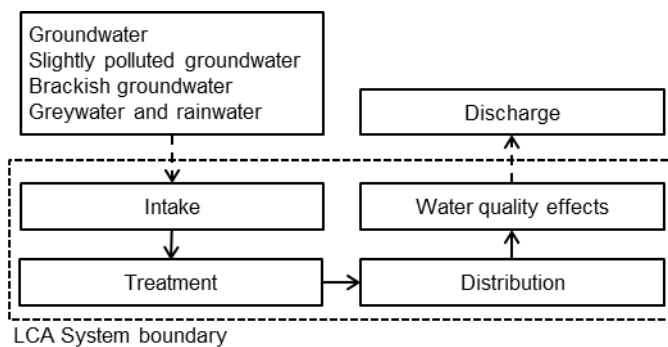 Groundwater
Slightly polluted groundwater
Brackish groundwater
Greywater and rainwater
Discharge
Intake
Water quality effects
Treatment
Distribution
LCA System boundary